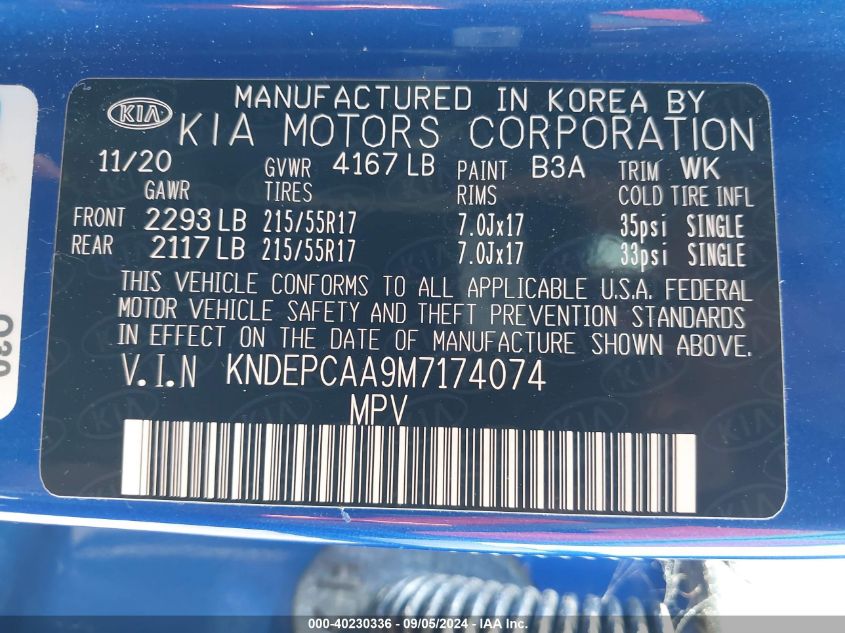 KIA
MANUFACTURED IN KOREA BY
KIA MOTORS CORPORATION
11/20 GVWR 4167 LB PAINT B3A TRIM WK
GAWR TIRES RIMS COLD TIRE INFL
FRONT 2293 LB 215/55R17 7.0Jx17 35psi SINGLE
REAR 2117 LB 215/55R17 7.0Jx17 33psi SINGLE
THIS VEHICLE CONFORMS TO ALL APPLICABLE U.S.A. FEDERAL
MOTOR VEHICLE SAFETY AND THEFT PREVENTION STANDARDS
IN EFFECT ON THE DATE OF MANUFACTURE SHOWN ABOVE.
V.I.N KNDEPCAA9M7174074
MPV
000-40230336 - 09/05/2024 - IAA Inc.